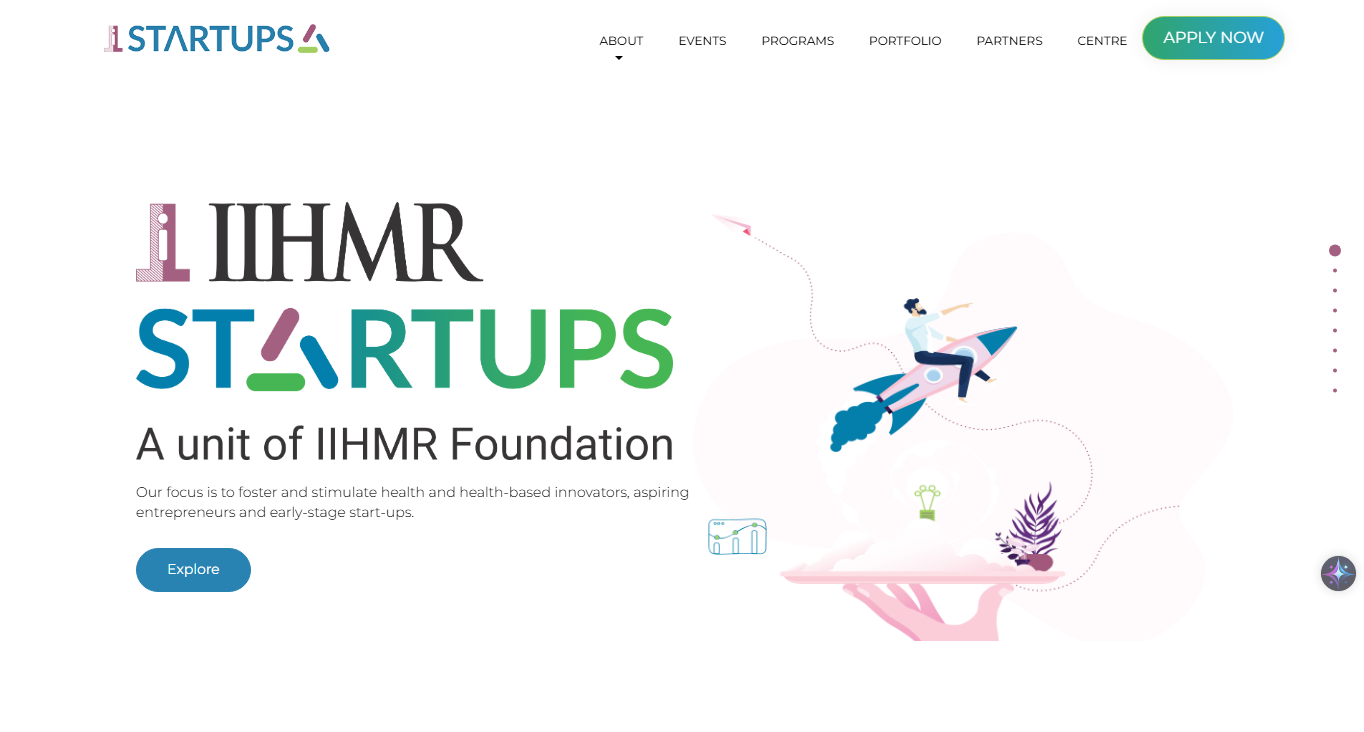 STARTUPS
ABOUT
EVENTS
PROGRAMS
PORTFOLIO
PARTNERS
CENTRE
APPLY NOW
IIHMR
STARTUPS
A unit of IIHMR Foundation
Our focus is to foster and stimulate health and health-based innovators, aspiring
entrepreneurs and early-stage start-ups.
Explore